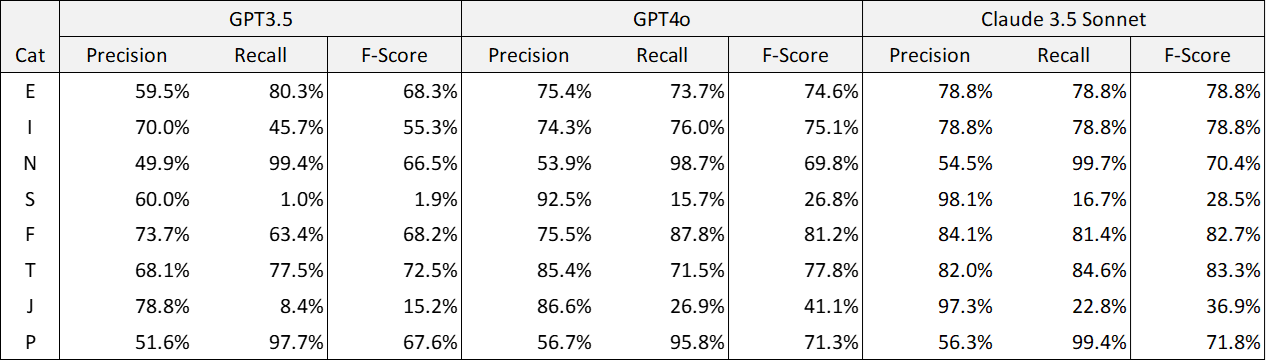 GPT3.5 GPT4o Claude 3.5 Sonnet
Cat Precision Recall F-Score Precision Recall F-Score Precision Recall F-Score
E 59.5% 80.3% 68.3% 75.4% 73.7% 74.6% 78.8% 78.8% 78.8%
I 70.0% 45.7% 55.3% 74.3% 76.0% 75.1% 78.8% 78.8% 78.8%
N 49.9% 99.4% 66.5% 53.9% 98.7% 69.8% 54.5% 99.7% 70.4%
S 60.0% 1.0% 1.9% 92.5% 15.7% 26.8% 98.1% 16.7% 28.5%
F 73.7% 63.4% 68.2% 75.5% 87.8% 81.2% 84.1% 81.4% 82.7%
T 68.1% 77.5% 72.5% 85.4% 71.5% 77.8% 82.0% 84.6% 83.3%
J 78.8% 8.4% 15.2% 86.6% 26.9% 41.1% 97.3% 22.8% 36.9%
P 51.6% 97.7% 67.6% 56.7% 95.8% 71.3% 56.3% 99.4% 71.8%